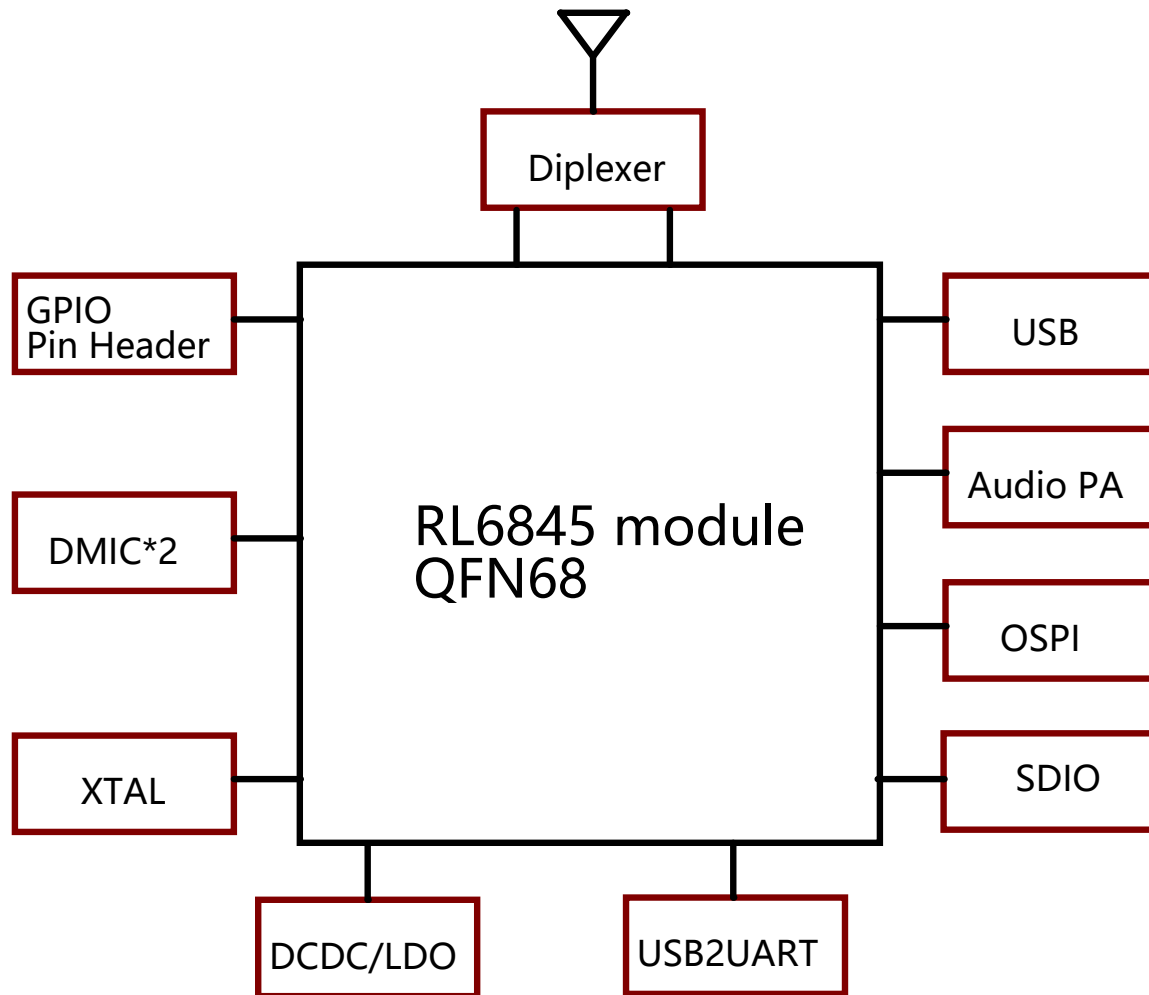 Diplexer
GPIO
Pin Header
USB
Audio PA
DMIC*2
RL6845 module
QFN68
OSPI
XTAL
SDIO
DCDC/LDO
USB2UART